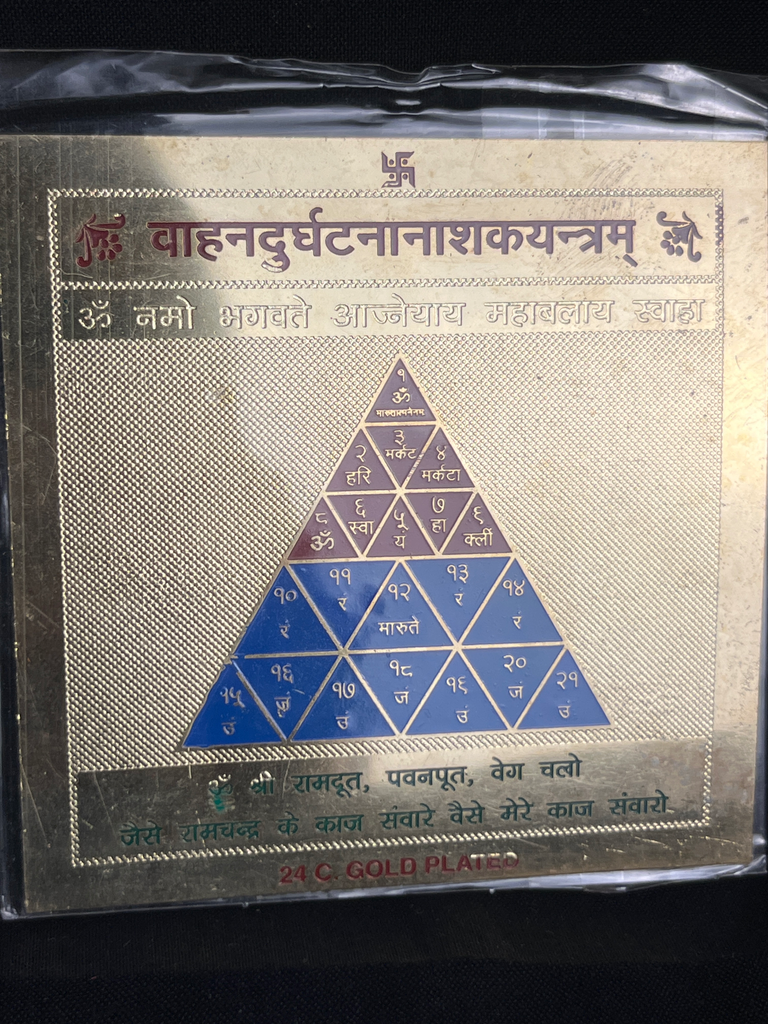 卐
वाहनदुर्घटनानाशकयन्त्रम्
ॐ नमो भगवते आज्नेयाय महाबलाय स्वाहा
१
ॐ
२ ३ ४
हरि मर्कट मर्कटा
८ ६ ५ ७ ९
ॐ स्वा यं हा क्लीं
१० ११ १२ १३ १४
रं रं मारुते रं रं
१५ १६ १७ १८ १९ २० २१
उं जं उं जं उं जं उं
ॐ श्री रामदूत, पवनपूत, वेग चलो
जैसे रामचन्द्र के काज संवारे वैसे मेरे काज संवारो
24 C. GOLD PLATED